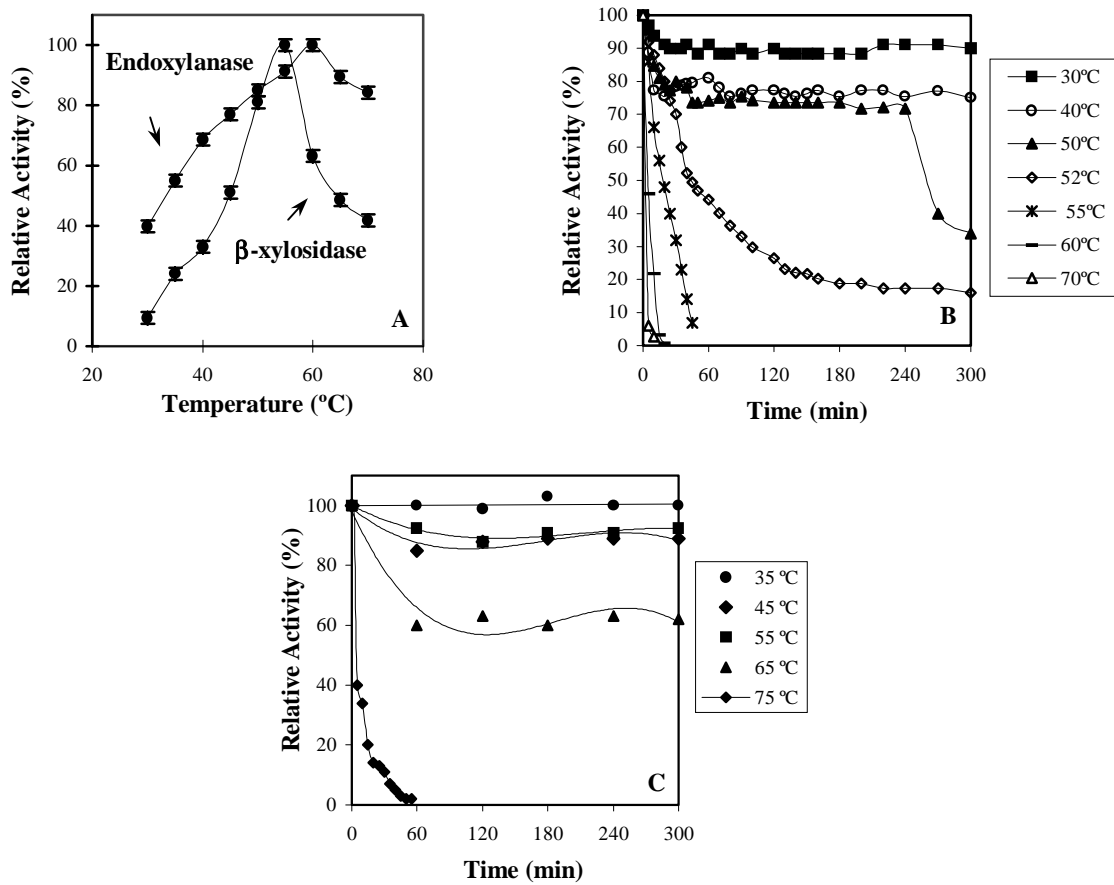 Relative Activity (%)
100
80
60
40
20
0
Endoxylanase
β-xylosidase
A
20
40
60
80
Temperature (ºC)
Relative Activity (%)
100
90
80
70
60
50
40
30
20
10
0
B
0
60
120
180
240
300
Time (min)
30ºC
40ºC
50ºC
52ºC
55ºC
60ºC
70ºC
Relative Activity (%)
100
80
60
40
20
0
C
0
60
120
180
240
300
Time (min)
35 ºC
45 ºC
55 ºC
65 ºC
75 ºC